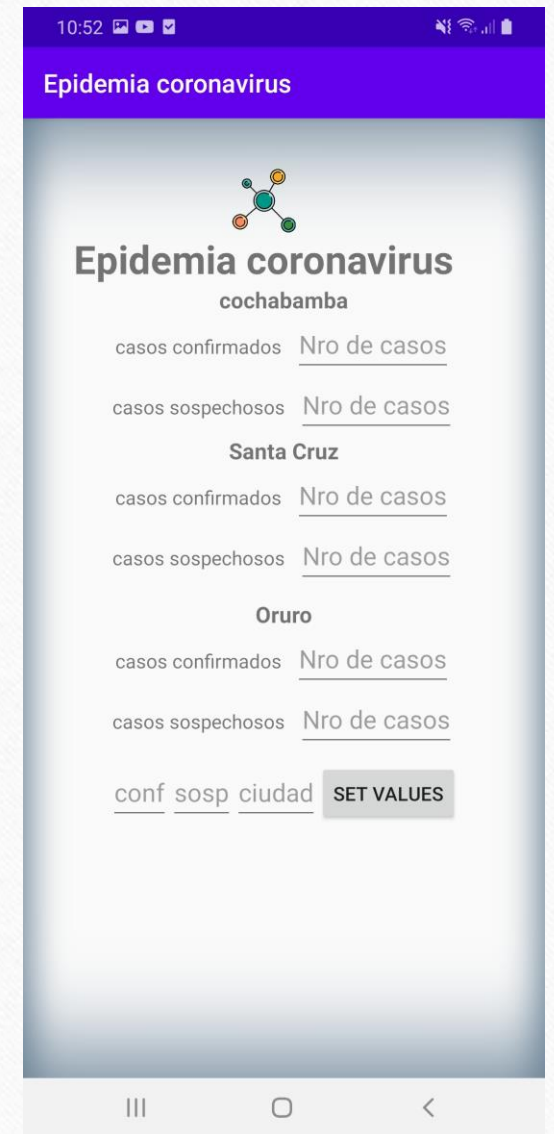 10:52
Epidemia coronavirus
Epidemia coronavirus
cochabamba
casos confirmados Nro de casos
casos sospechosos Nro de casos
Santa Cruz
casos confirmados Nro de casos
casos sospechosos Nro de casos
Oruro
casos confirmados Nro de casos
casos sospechosos Nro de casos
conf sosp ciudad SET VALUES